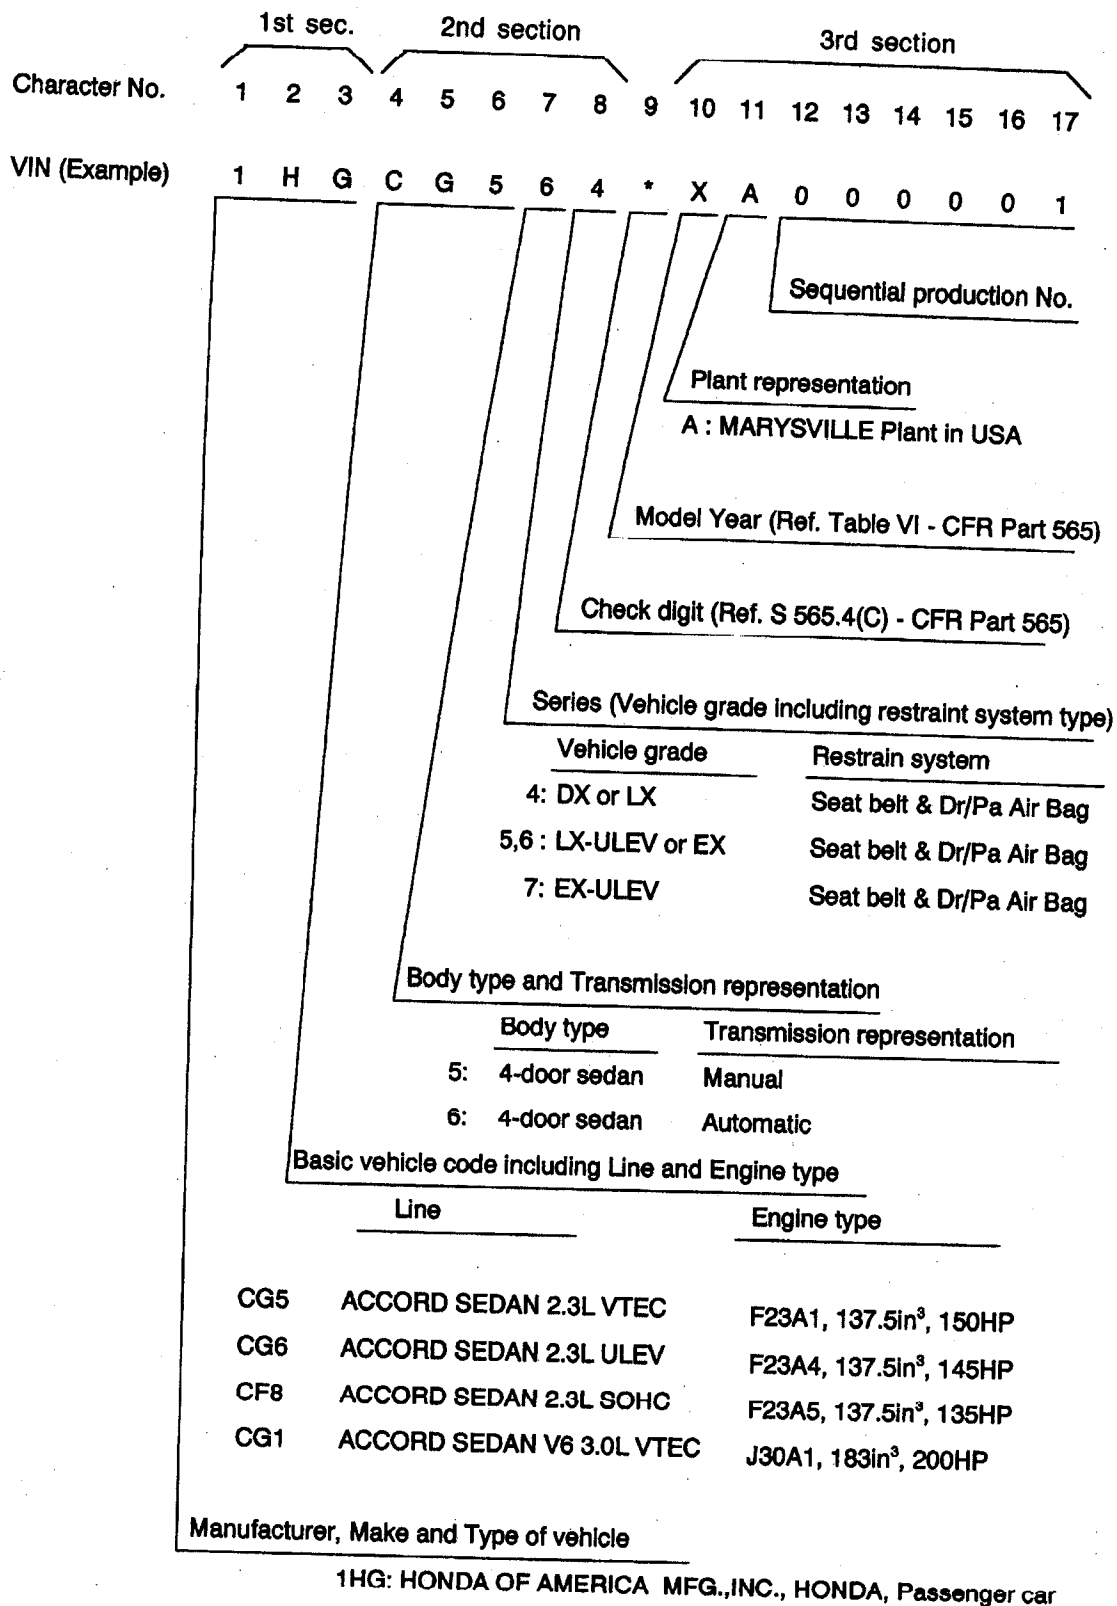 1st sec. 2nd section 3rd section
Character No. 1 2 3 4 5 6 7 8 9 10 11 12 13 14 15 16 17
VIN (Example) 1 H G C G 5 6 4 * X A 0 0 0 0 0 1
Sequential production No.
Plant representation
A : MARYSVILLE Plant in USA
Model Year (Ref. Table VI - CFR Part 565)
Check digit (Ref. S 565.4(C) - CFR Part 565)
Series (Vehicle grade including restraint system type)
Vehicle grade Restrain system
4: DX or LX Seat belt & Dr/Pa Air Bag
5,6 : LX-ULEV or EX Seat belt & Dr/Pa Air Bag
7: EX-ULEV Seat belt & Dr/Pa Air Bag
Body type and Transmission representation
Body type Transmission representation
5: 4-door sedan Manual
6: 4-door sedan Automatic
Basic vehicle code including Line and Engine type
Line Engine type
CG5 ACCORD SEDAN 2.3L VTEC F23A1, 137.5in³, 150HP
CG6 ACCORD SEDAN 2.3L ULEV F23A4, 137.5in³, 145HP
CF8 ACCORD SEDAN 2.3L SOHC F23A5, 137.5in³, 135HP
CG1 ACCORD SEDAN V6 3.0L VTEC J30A1, 183in³, 200HP
Manufacturer, Make and Type of vehicle
1HG: HONDA OF AMERICA MFG.,INC., HONDA, Passenger car